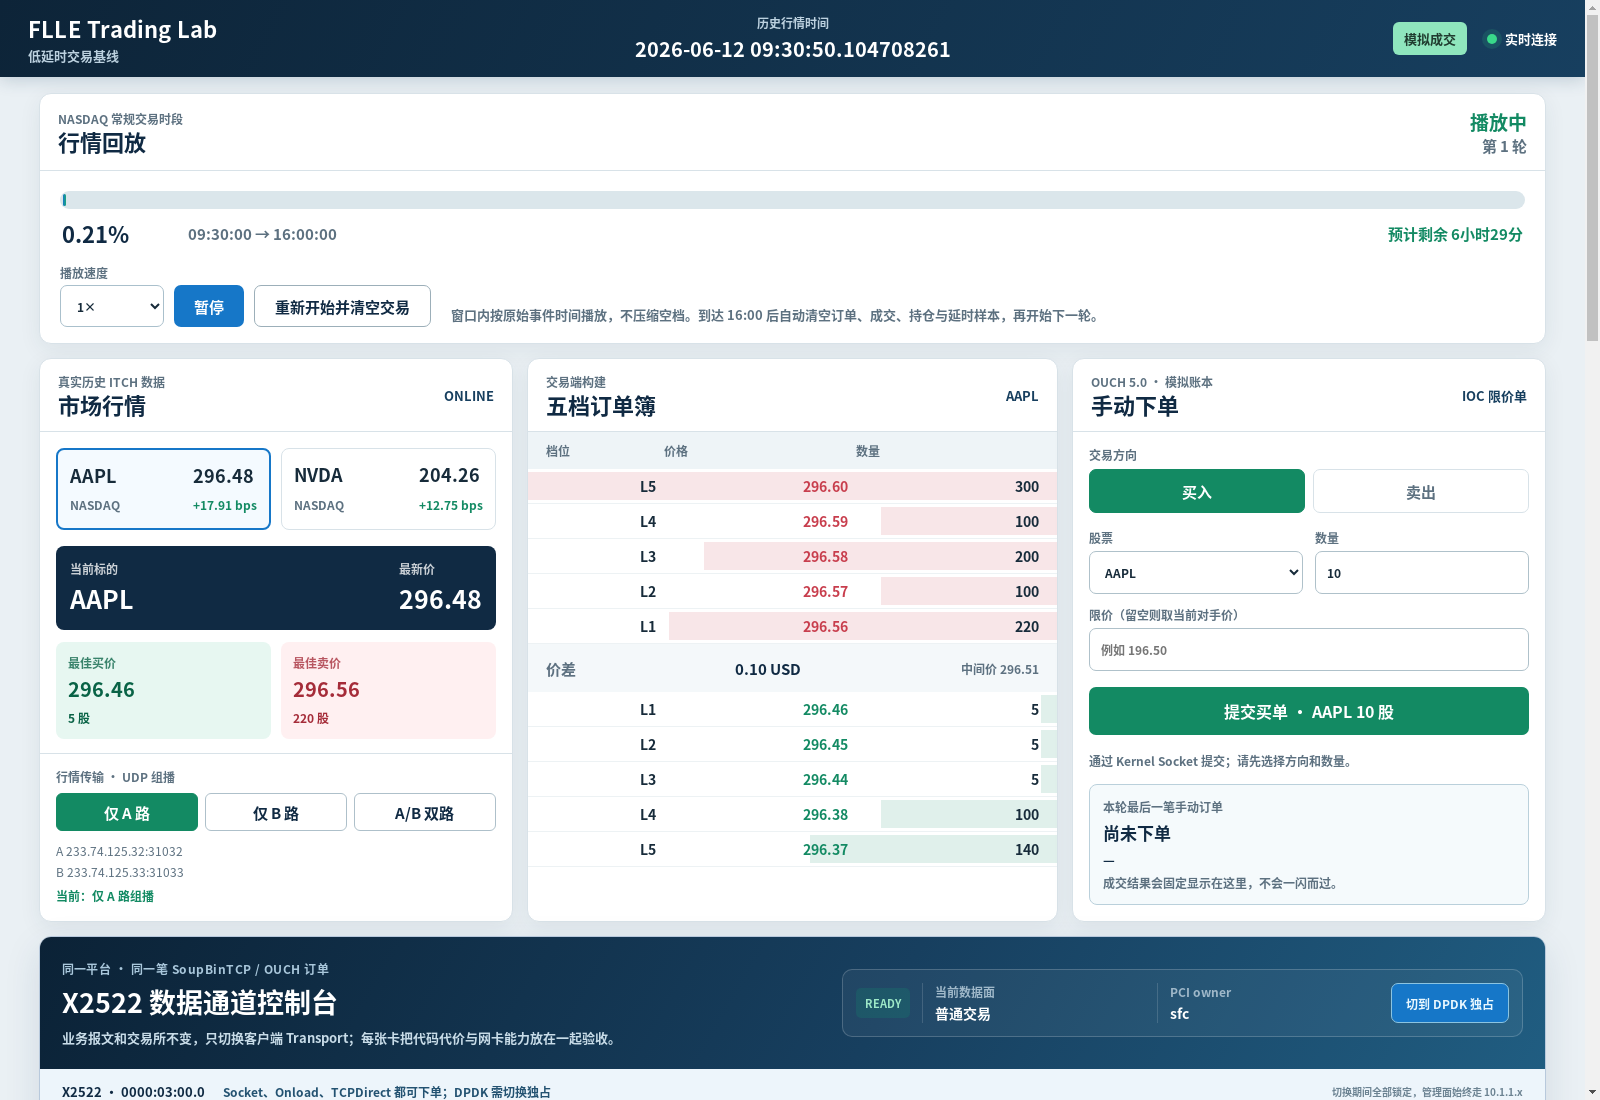 FLLE Trading Lab
低延时交易基线
历史行情时间
2026-06-12 09:30:50.104708261
模拟成交
实时连接
NASDAQ 常规交易时段
行情回放
播放中
第 1 轮
0.21%
09:30:00 → 16:00:00
预计剩余 6小时29分
播放速度
1×
暂停
重新开始并清空交易
窗口内按原始事件时间播放，不压缩空档。到达 16:00 后自动清空订单、成交、持仓与延时样本，再开始下一轮。
真实历史 ITCH 数据
市场行情
ONLINE
AAPL 296.48
NASDAQ +17.91 bps
NVDA 204.26
NASDAQ +12.75 bps
当前标的 最新价
AAPL 296.48
最佳买价
296.46
5 股
最佳卖价
296.56
220 股
行情传输 · UDP 组播
仅 A 路
仅 B 路
A/B 双路
A 233.74.125.32:31032
B 233.74.125.33:31033
当前：仅 A 路组播
交易端构建
五档订单簿
AAPL
档位 价格 数量
L5 296.60 300
L4 296.59 100
L3 296.58 200
L2 296.57 100
L1 296.56 220
价差 0.10 USD 中间价 296.51
L1 296.46 5
L2 296.45 5
L3 296.44 5
L4 296.38 100
L5 296.37 140
OUCH 5.0 · 模拟账本
手动下单
IOC 限价单
交易方向
买入
卖出
股票 数量
AAPL 10
限价（留空则取当前对手价）
例如 196.50
提交买单 · AAPL 10 股
通过 Kernel Socket 提交；请先选择方向和数量。
本轮最后一笔手动订单
尚未下单
—
成交结果会固定显示在这里，不会一闪而过。
同一平台 · 同一笔 SoupBinTCP / OUCH 订单
X2522 数据通道控制台
业务报文和交易所不变，只切换客户端 Transport；每张卡把代码代价与网卡能力放在一起验收。
READY
当前数据面
普通交易
PCI owner
sfc
切到 DPDK 独占
X2522 · 0000:03:00.0
Socket、Onload、TCPDirect 都可下单；DPDK 需切换独占
切换期间全部锁定，管理面始终走 10.1.1.x